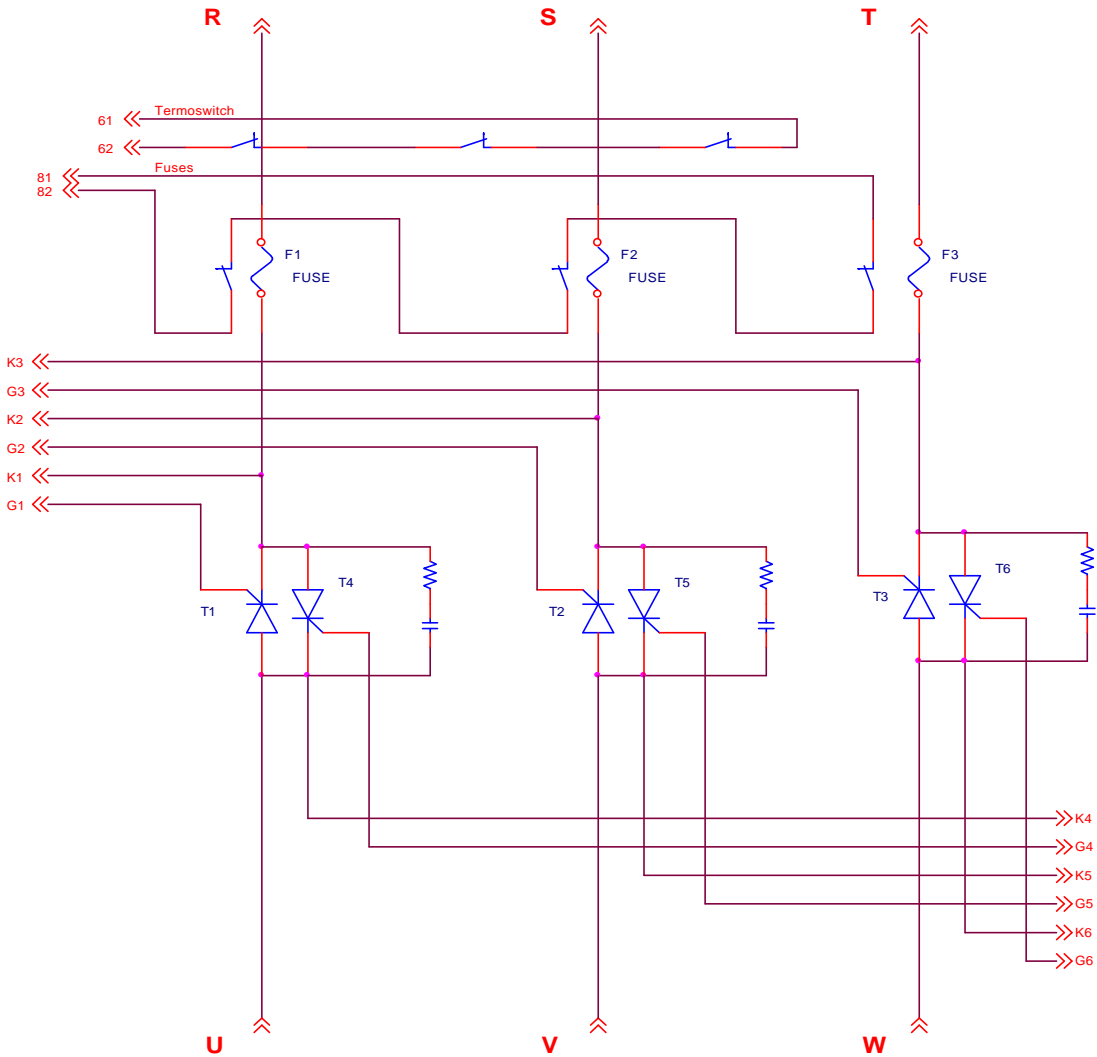 R S T
61 Termoswitch
62
81 Fuses
82
F1 F2 F3
FUSE FUSE FUSE
K3
G3
K2
G2
K1
G1
T4 T5 T6
T1 T2 T3
K4
G4
K5
G5
K6
G6
U V W